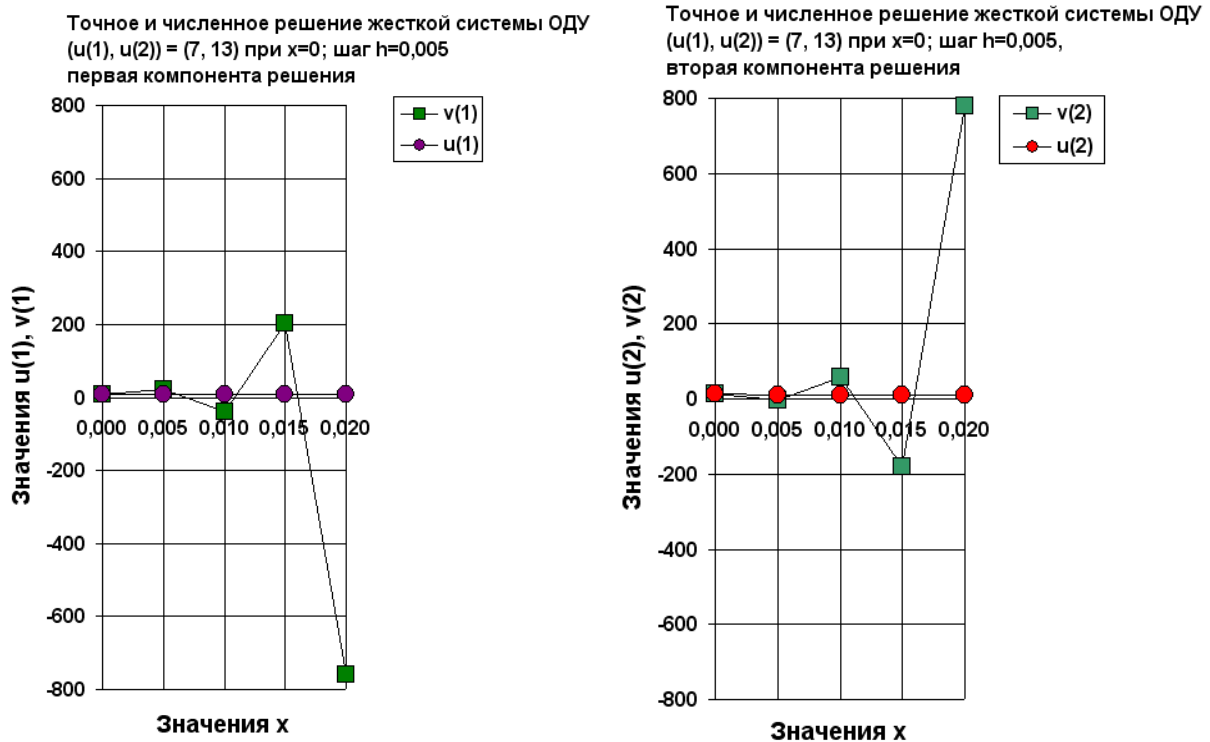 Точное и численное решение жесткой системы ОДУ
(u(1), u(2)) = (7, 13) при x=0; шаг h=0,005
первая компонента решения
v(1)
u(1)
800
600
400
200
0
-200
-400
-600
-800
0,000 0,005 0,010 0,015 0,020
Значения u(1), v(1)
Значения x
Точное и численное решение жесткой системы ОДУ
(u(1), u(2)) = (7, 13) при x=0; шаг h=0,005,
вторая компонента решения
v(2)
u(2)
800
600
400
200
0
-200
-400
-600
-800
0,000 0,005 0,010 0,015 0,020
Значения u(2), v(2)
Значения x